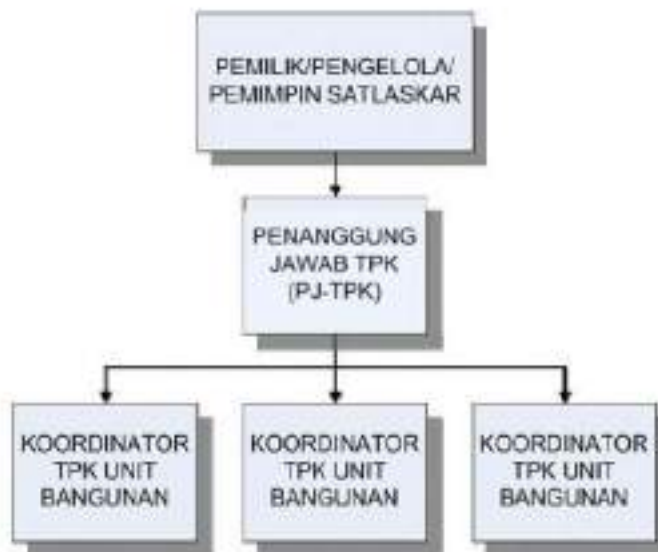 PEMILIK/PENGELOLA/
PEMIMPIN SATLASKAR
PENANGGUNG
JAWAB TPK
(PJ-TPK)
KOORDINATOR
TPK UNIT
BANGUNAN
KOORDINATOR
TPK UNIT
BANGUNAN
KOORDINATOR
TPK UNIT
BANGUNAN